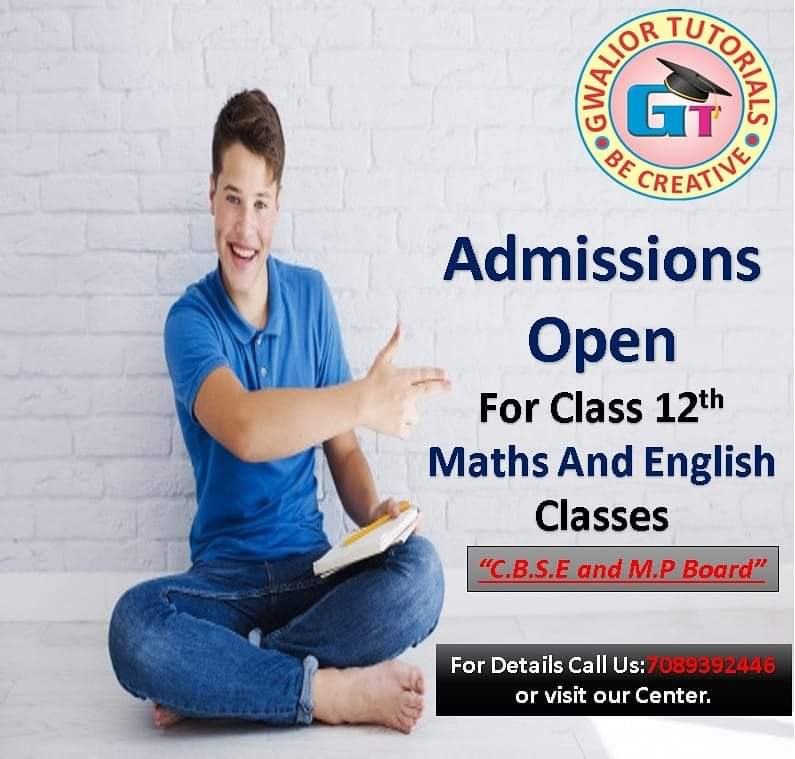 GWALIOR TUTORIALS
GT
BE CREATIVE
Admissions
Open
For Class 12th
Maths And English
Classes
"C.B.S.E and M.P Board"
For Details Call Us:7089392446
or visit our Center.